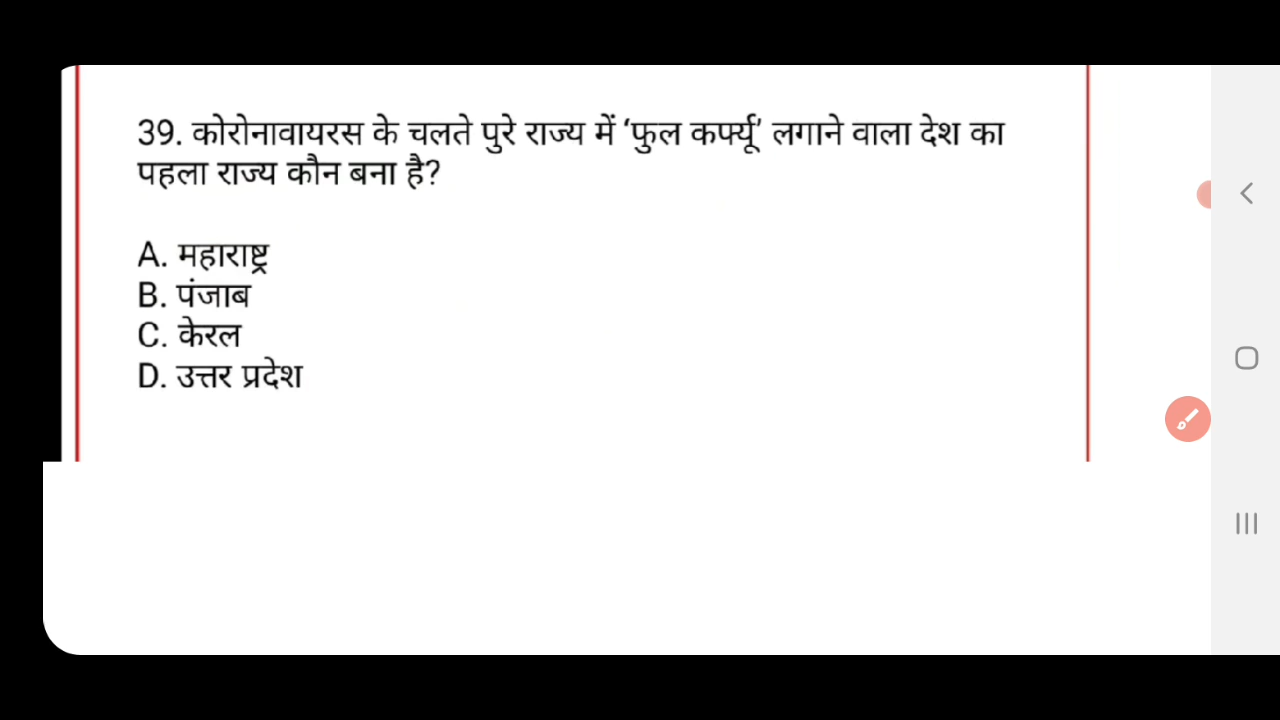 39. कोरोनावायरस के चलते पुरे राज्य में ‘फुल कर्फ्यू’ लगाने वाला देश का
पहला राज्य कौन बना है?
A. महाराष्ट्र
B. पंजाब
C. केरल
D. उत्तर प्रदेश